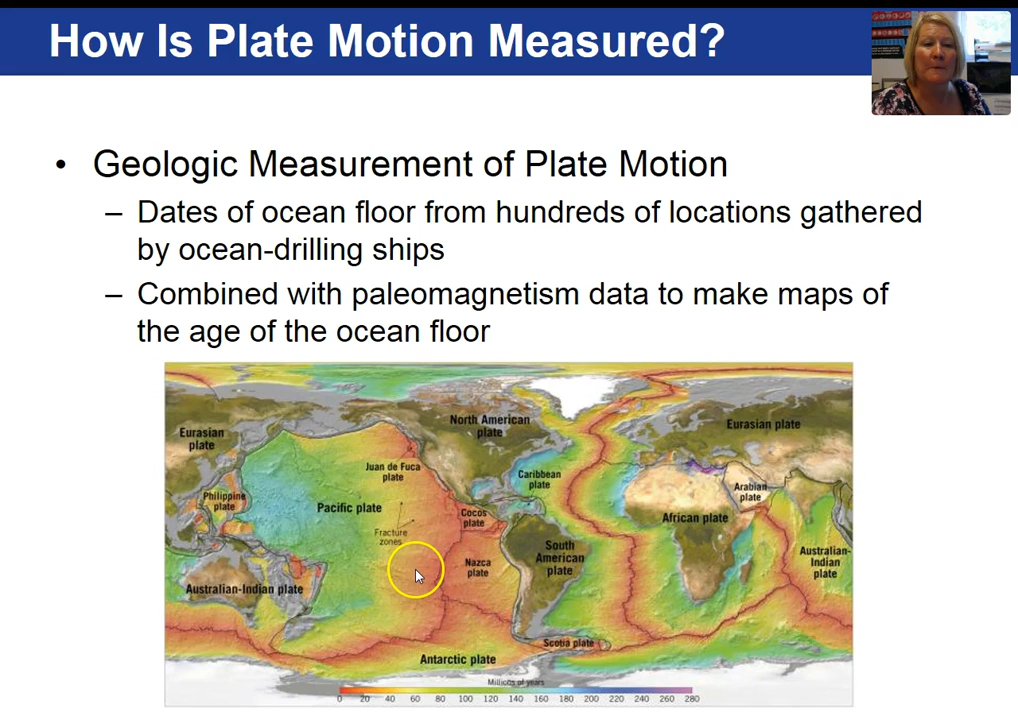 How Is Plate Motion Measured?
• Geologic Measurement of Plate Motion
– Dates of ocean floor from hundreds of locations gathered
by ocean-drilling ships
– Combined with paleomagnetism data to make maps of
the age of the ocean floor
North American
plate
Eurasian plate
Eurasian
plate
Juan de Fuca
plate
Caribbean
plate
Arabian
plate
Philippine
plate
Pacific plate
Cocos
plate
African plate
Fracture
zones
South
American
plate
Nazca
plate
Australian-
Indian
plate
Australian-Indian plate
Scotia plate
Antarctic plate
Millions of years
0 20 40 60 80 100 120 140 160 180 200 220 240 260 280